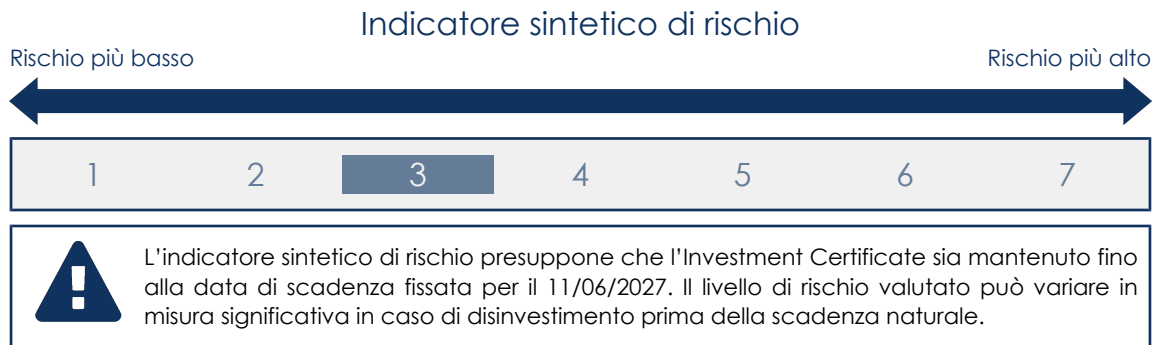 Indicatore sintetico di rischio
Rischio più basso
Rischio più alto
1 2 3 4 5 6 7
L'indicatore sintetico di rischio presuppone che l'Investment Certificate sia mantenuto fino
alla data di scadenza fissata per il 11/06/2027. Il livello di rischio valutato può variare in
misura significativa in caso di disinvestimento prima della scadenza naturale.